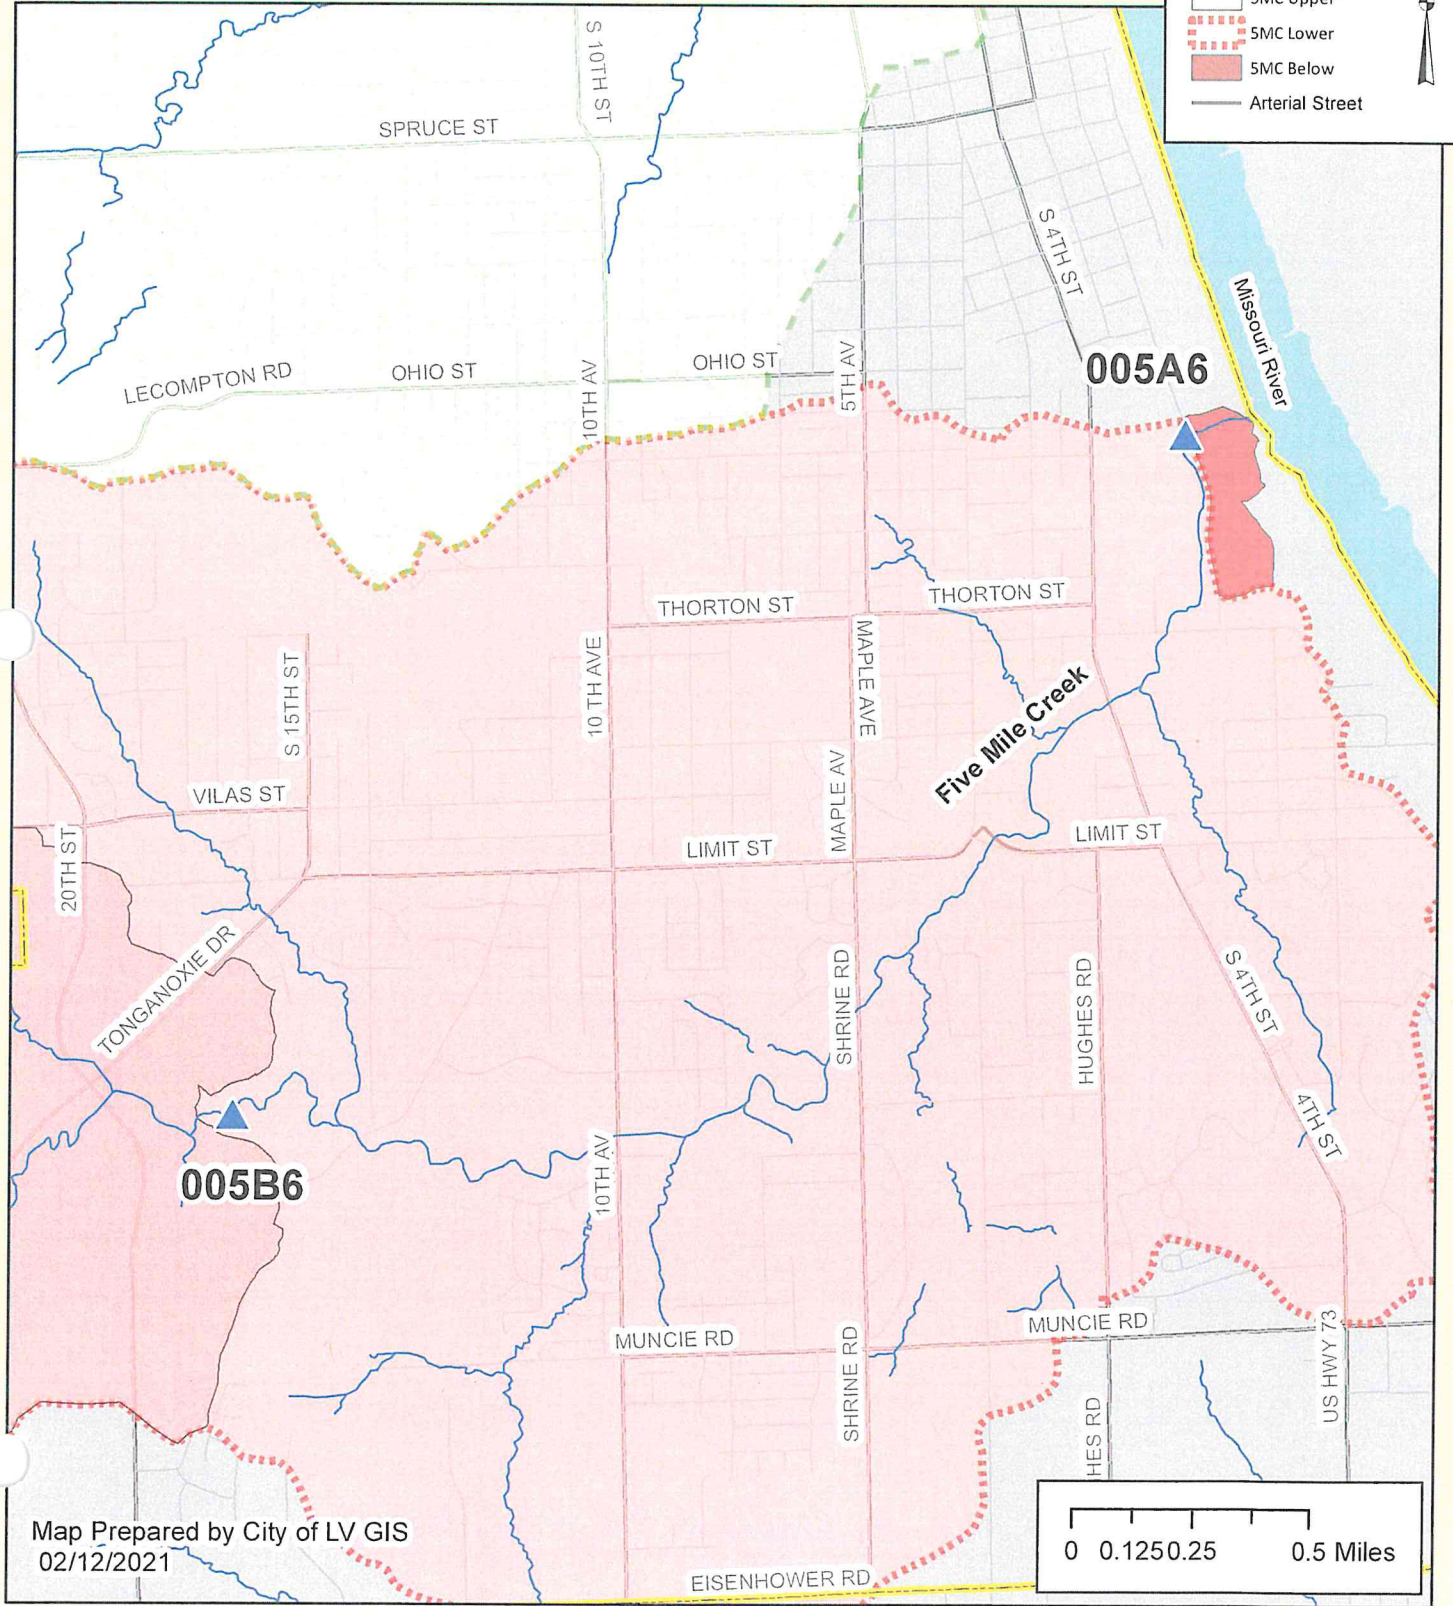 5MC Lower
5MC Below
Arterial Street
S 10TH ST
SPRUCE ST
S 4TH ST
Missouri River
LECOMPTON RD
OHIO ST
OHIO ST
10TH AV
5TH AV
005A6
THORTON ST
THORTON ST
S 15TH ST
10 TH AVE
MAPLE AVE
Five Mile Creek
VILAS ST
MAPLE AV
LIMIT ST
LIMIT ST
20TH ST
TONGANOXIE DR
SHRINE RD
HUGHES RD
S 4TH ST
4TH ST
005B6
10TH AV
MUNCIE RD
MUNCIE RD
SHRINE RD
US HWY 73
HES RD
Map Prepared by City of LV GIS
02/12/2021
0 0.125 0.25 0.5 Miles
EISENHOWER RD